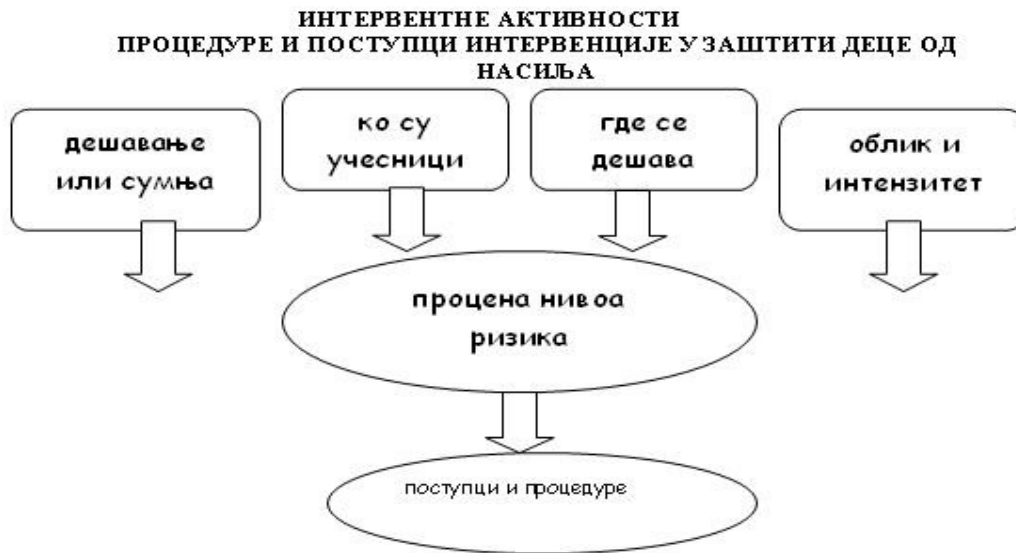 ИНТЕРВЕНТНЕ АКТИВНОСТИ
ПРОЦЕДУРЕ И ПОСТУПЦИ ИНТЕРВЕНЦИЈЕ У ЗАШТИТИ ДЕЦЕ ОД
НАСИЉА
дешавање
или сумња
ко су
учесници
где се
дешава
облик и
интензитет
процена нивоа
ризика
поступци и процедуре